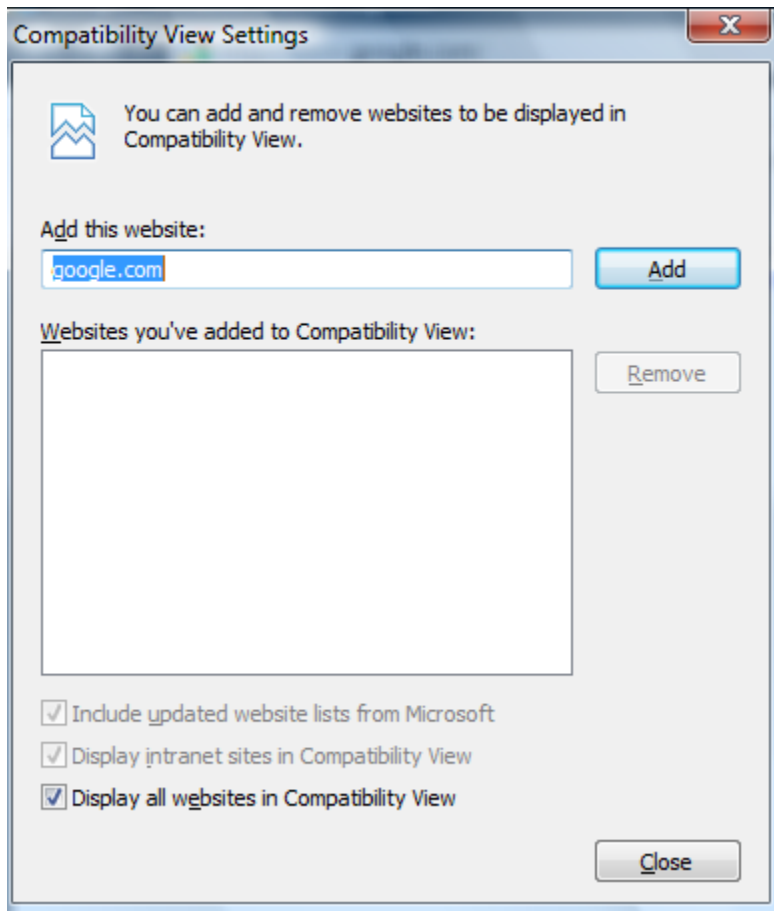 Compatibility View Settings
You can add and remove websites to be displayed in
Compatibility View.
Add this website:
google.com
Add
Websites you've added to Compatibility View:
Remove
Include updated website lists from Microsoft
Display intranet sites in Compatibility View
Display all websites in Compatibility View
Close